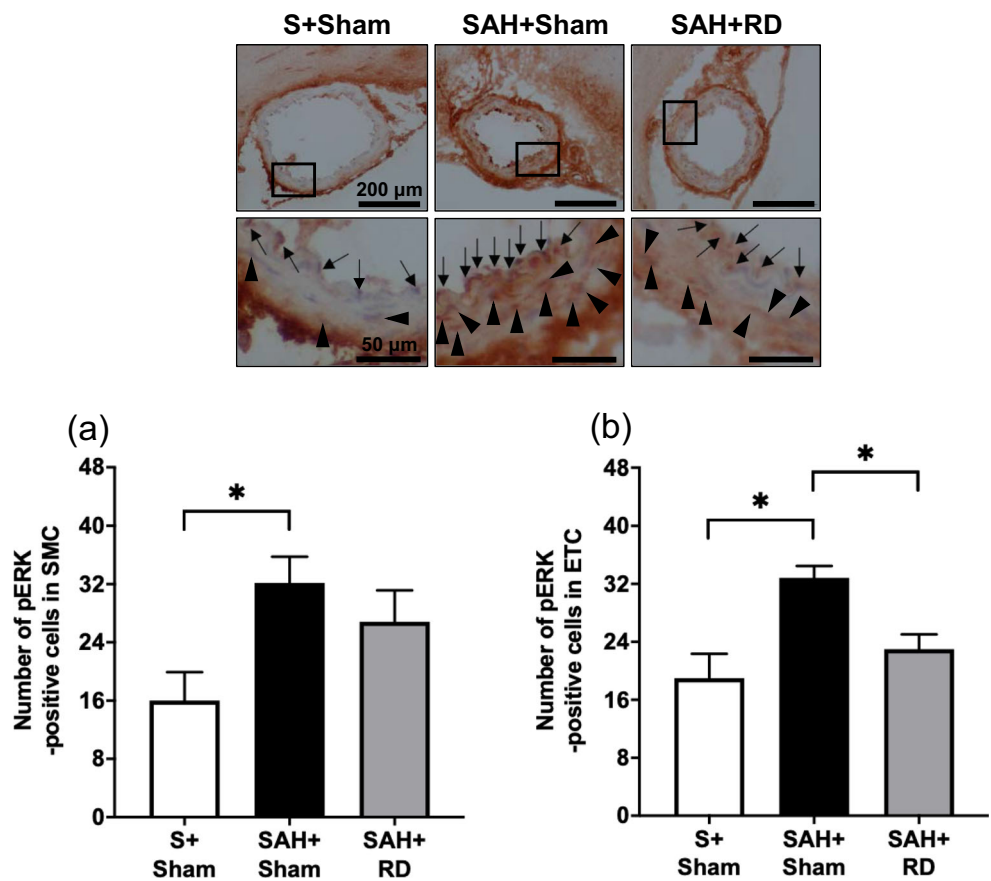 S+Sham SAH+Sham SAH+RD
200 μm
50 μm
(a)
Number of pERK
-positive cells in SMC
48
40
32
24
16
8
0
*
S+
Sham
SAH+
Sham
SAH+
RD
(b)
Number of pERK
-positive cells in ETC
48
40
32
24
16
8
0
*
*
S+
Sham
SAH+
Sham
SAH+
RD